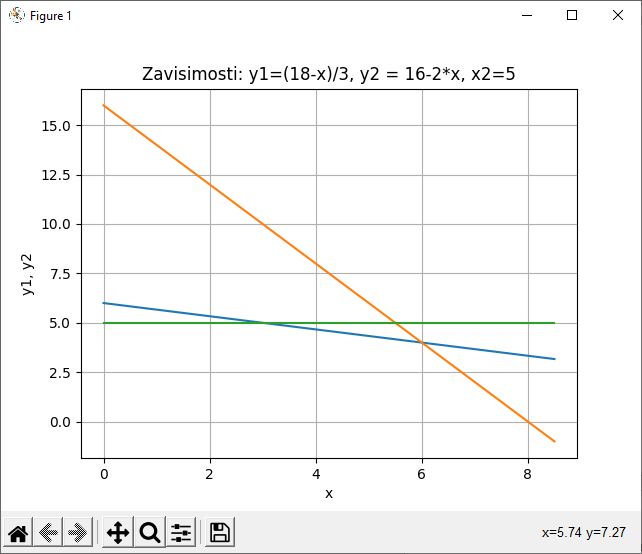 Figure 1
Zavisimosti: y1=(18-x)/3, y2 = 16-2*x, x2=5
15.0
12.5
10.0
7.5
5.0
2.5
0.0
y1, y2
0 2 4 6 8
x
x=5.74 y=7.27